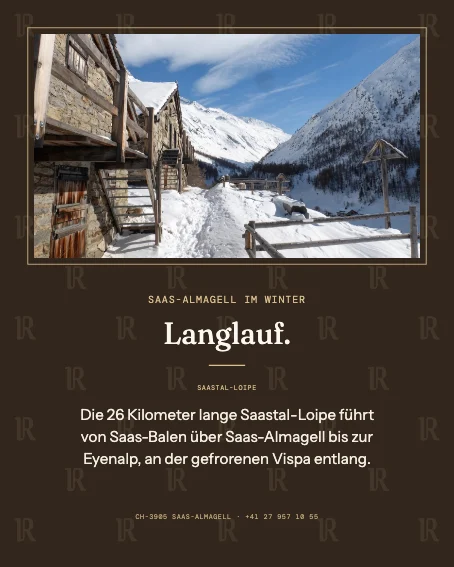 SAAS-ALMAGELL IM WINTER
Langlauf.
SAASTAL-LOIPE
Die 26 Kilometer lange Saastal-Loipe führt
von Saas-Balen über Saas-Almagell bis zur
Eyenalp, an der gefrorenen Vispa entlang.
CH-3905 SAAS-ALMAGELL · +41 27 957 10 55